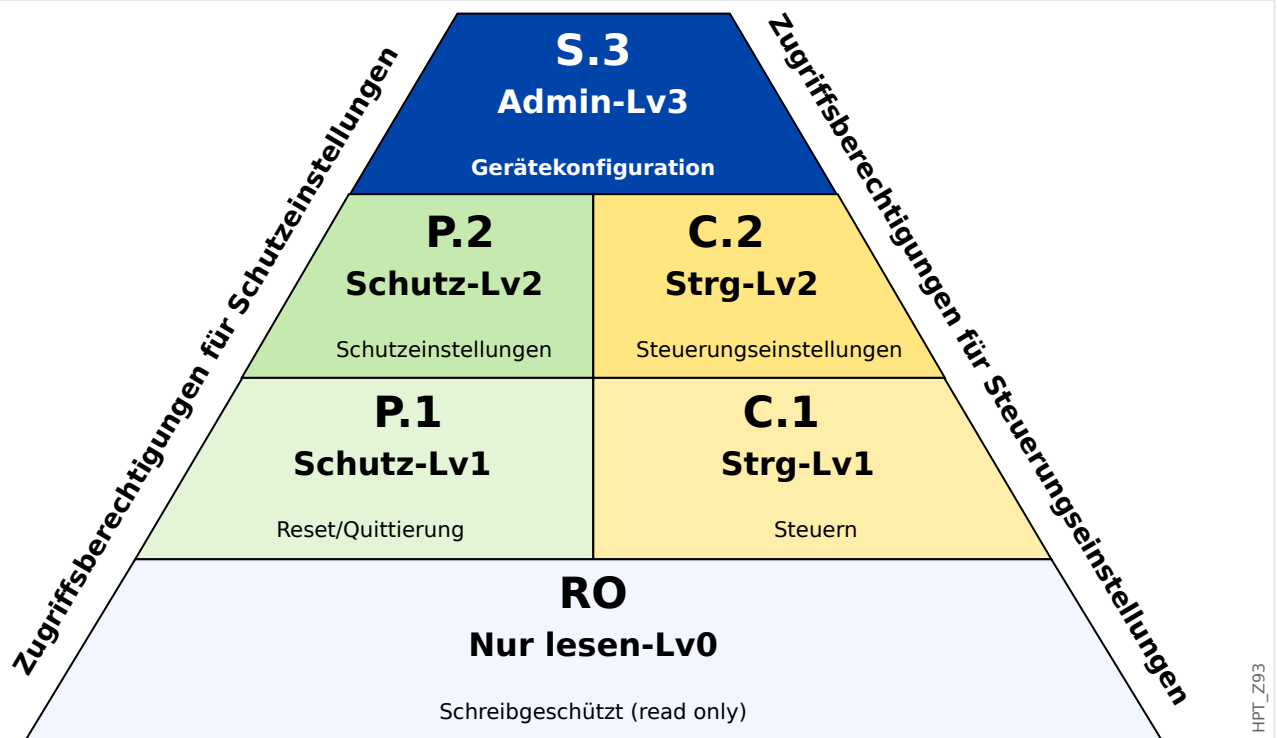 Zugriffsberechtigungen für Schutzeinstellungen
Zugriffsberechtigungen für Steuerungseinstellungen
S.3
Admin-Lv3
Gerätekonfiguration
P.2
Schutz-Lv2
Schutzeinstellungen
C.2
Strg-Lv2
Steuerungseinstellungen
P.1
Schutz-Lv1
Reset/Quittierung
C.1
Strg-Lv1
Steuern
RO
Nur lesen-Lv0
Schreibgeschützt (read only)
HPT_Z93